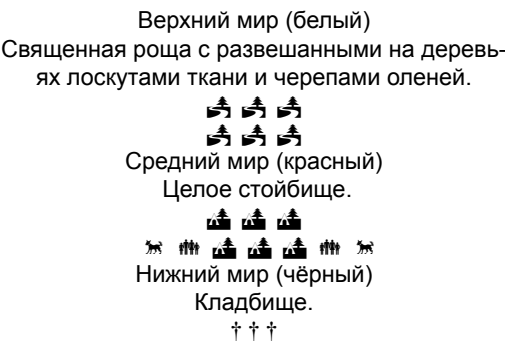 Верхний мир (белый)
Священная роща с развешанными на деревь-
ях лоскутами ткани и черепами оленей.
Средний мир (красный)
Целое стойбище.
Нижний мир (чёрный)
Кладбище.
† † †